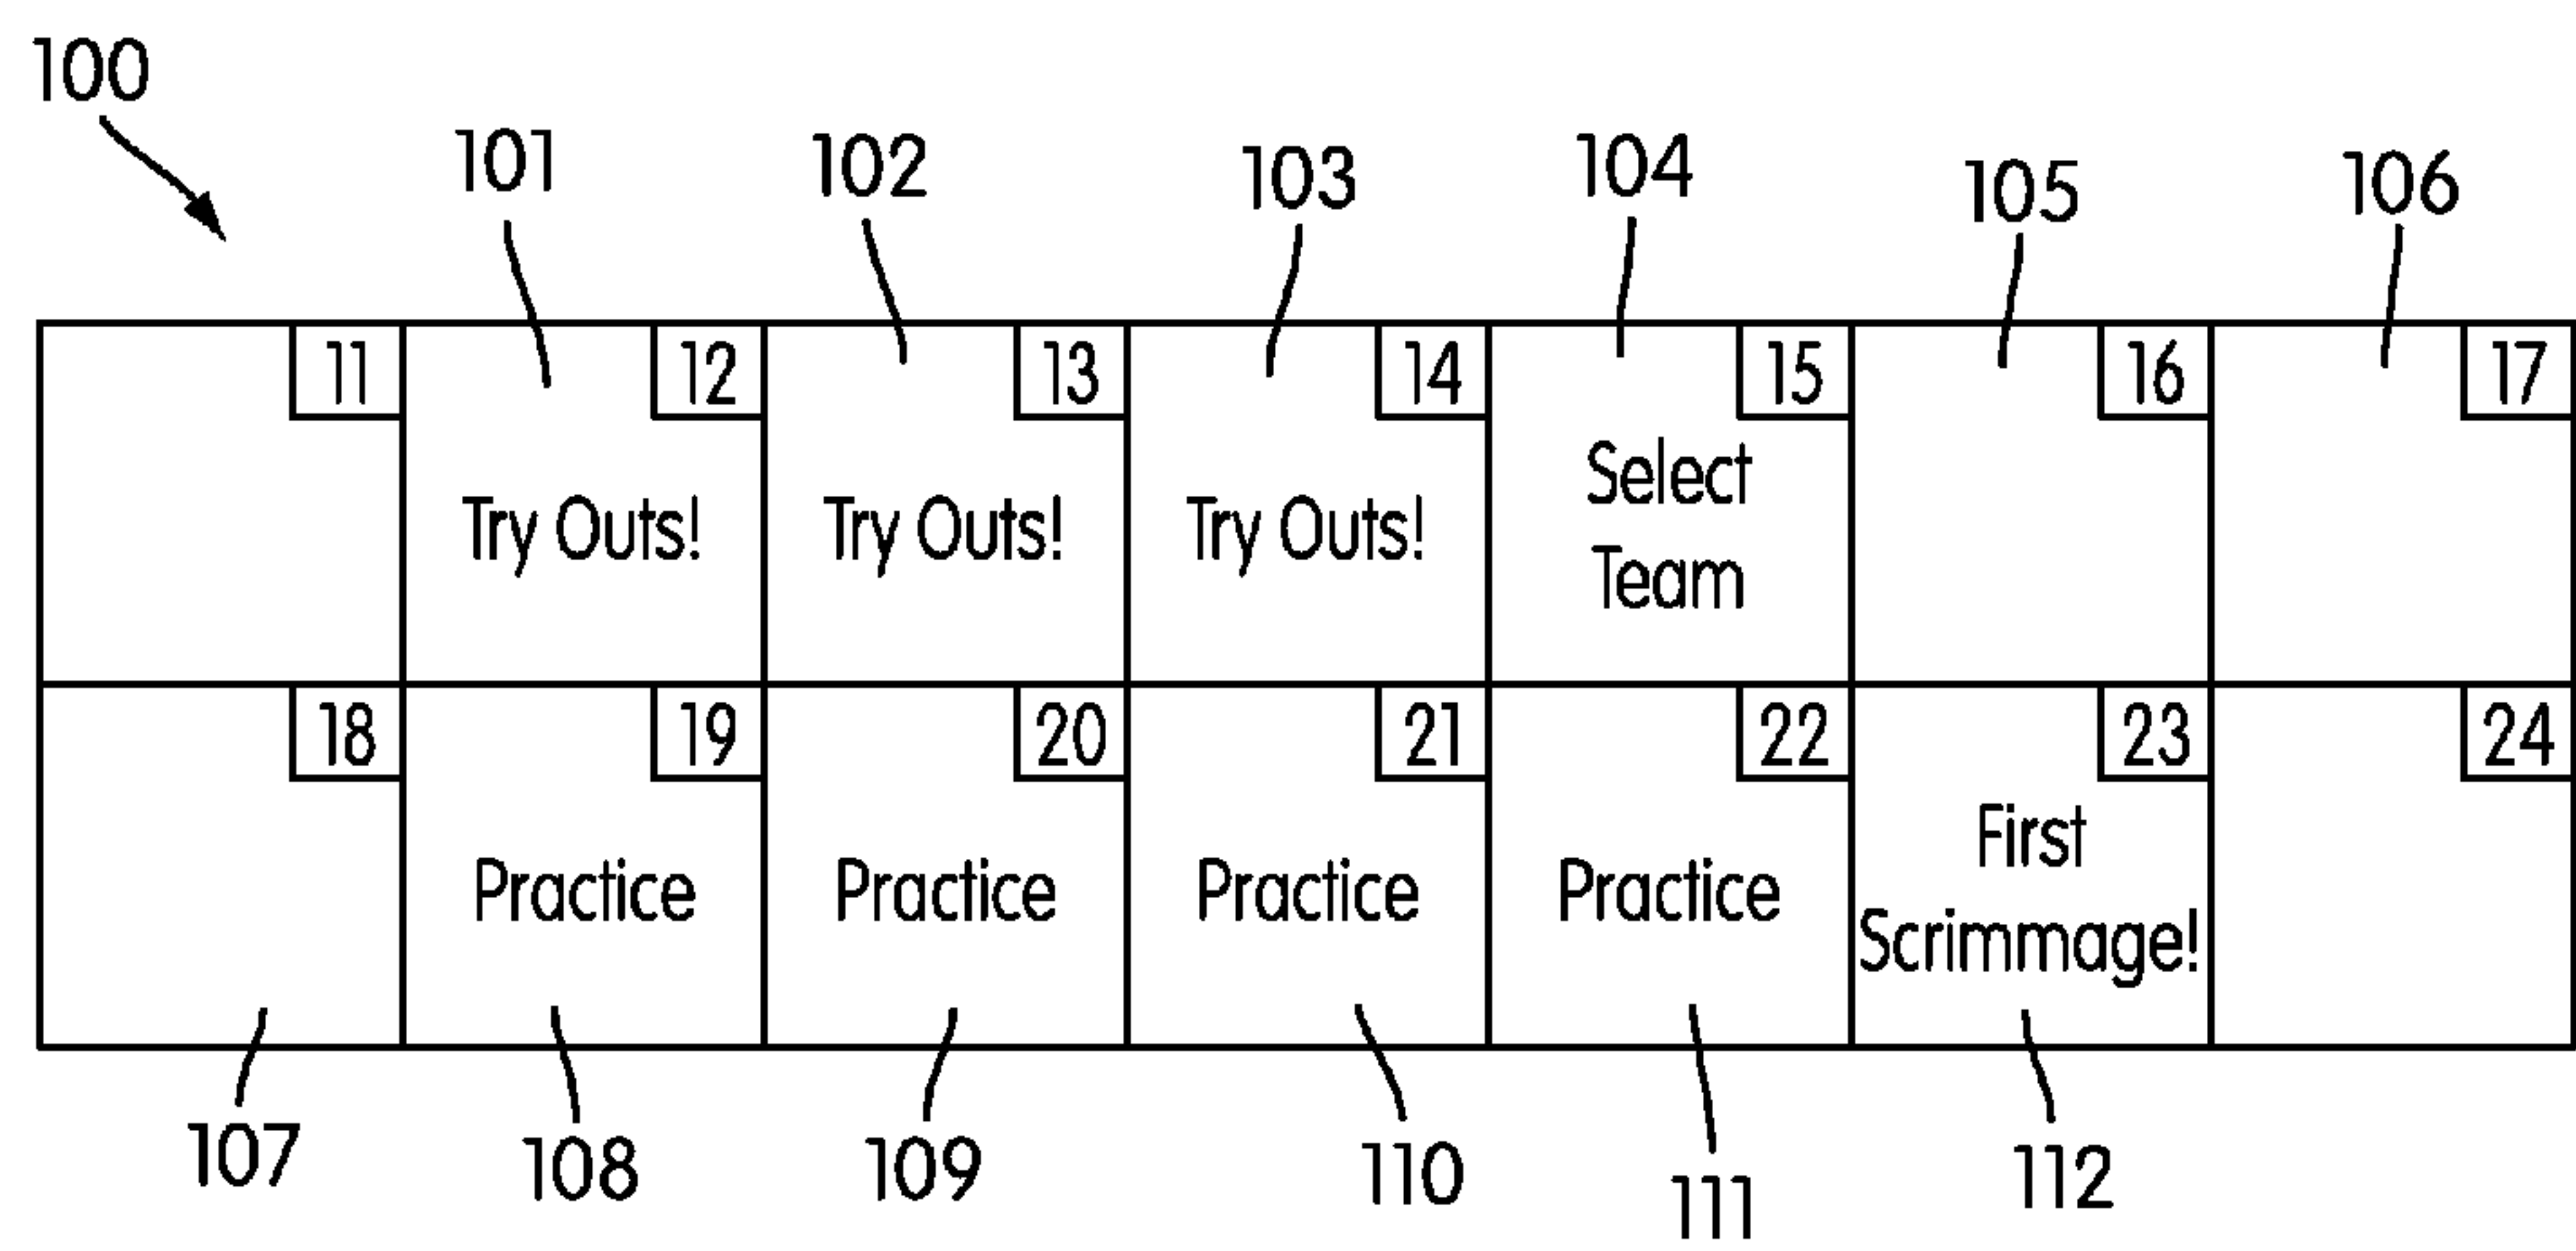 100
101 102 103 104 105 106
11 12 13 14 15 16 17
Try Outs! Try Outs! Try Outs! Select
Team
18 19 20 21 22 23 24
Practice Practice Practice Practice First
Scrimmage!
107 108 109 110 111 112